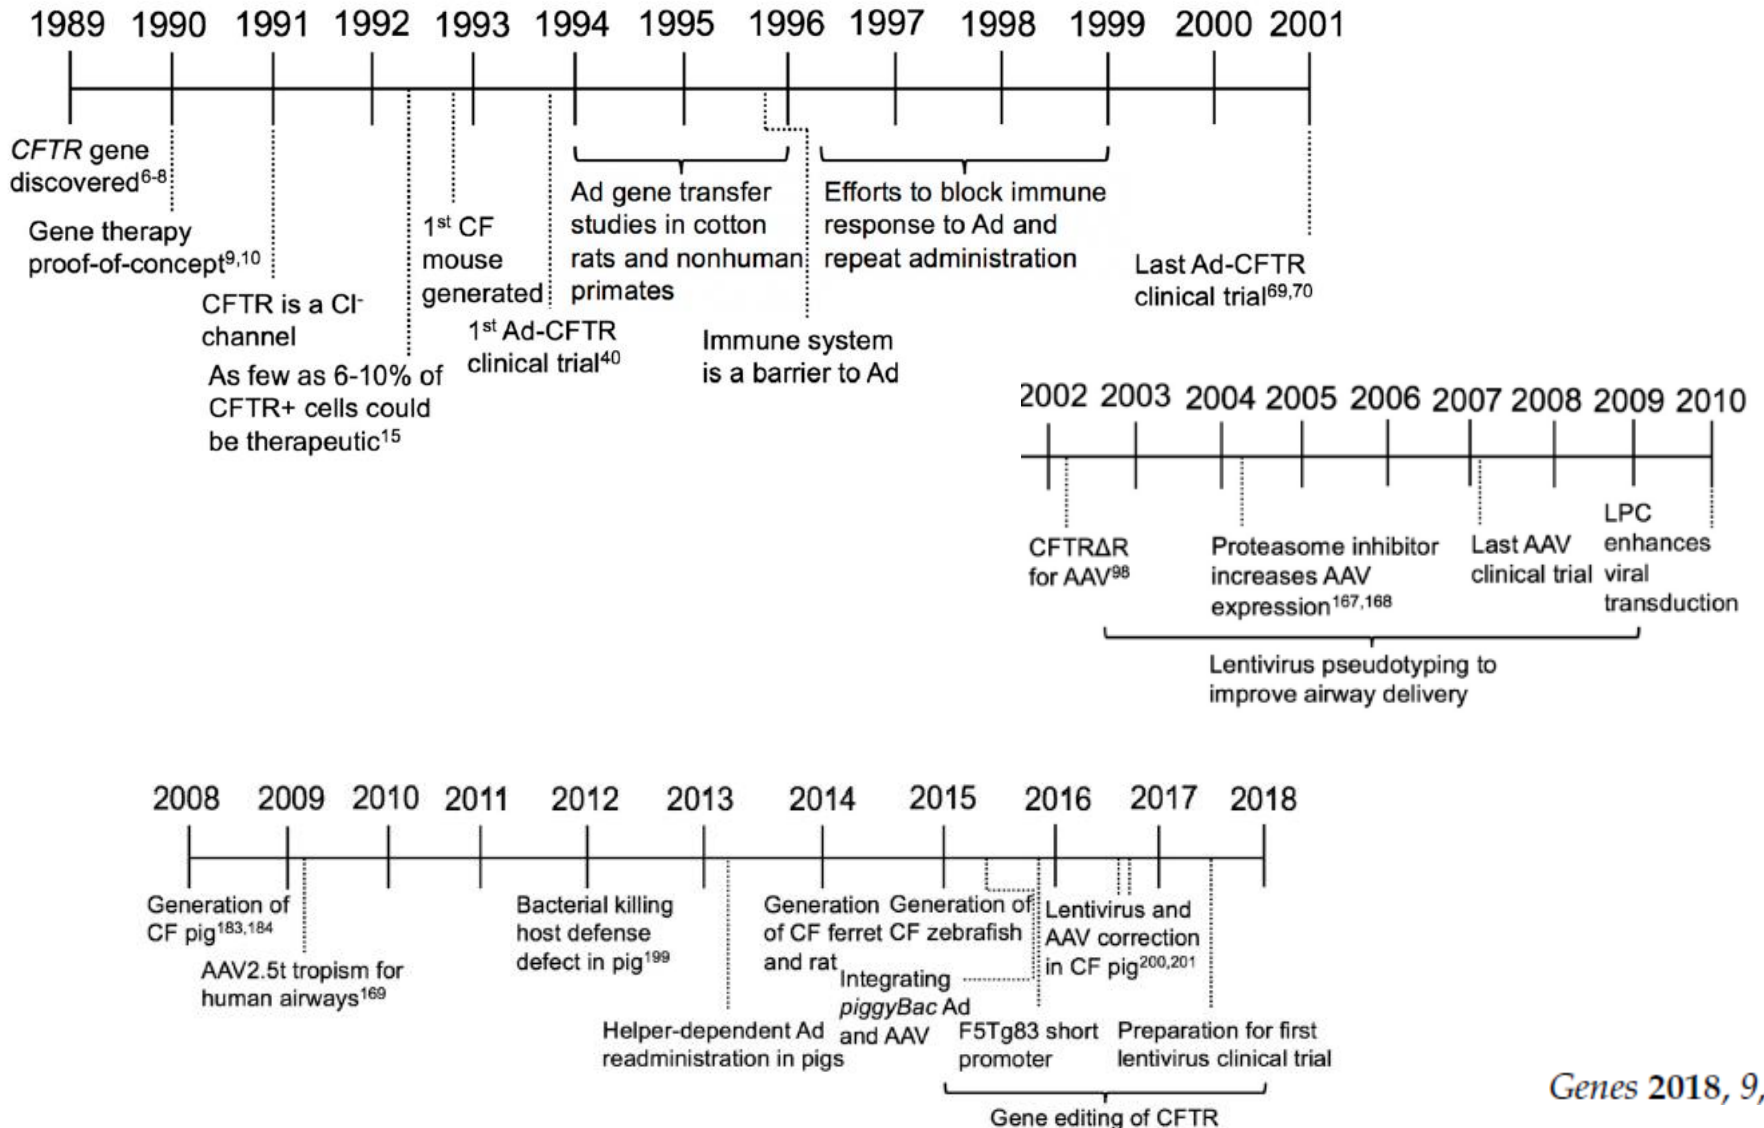 1989 1990 1991 1992 1993 1994 1995 1996 1997 1998 1999 2000 2001
CFTR gene
discovered6-8
Gene therapy
proof-of-concept9,10
CFTR is a Cl-
channel
As few as 6-10% of
CFTR+ cells could
be therapeutic15
1st CF
mouse
generated
1st Ad-CFTR
clinical trial40
Ad gene transfer
studies in cotton
rats and nonhuman
primates
Immune system
is a barrier to Ad
Efforts to block immune
response to Ad and
repeat administration
Last Ad-CFTR
clinical trial69,70
2002 2003 2004 2005 2006 2007 2008 2009 2010
CFTRΔR
for AAV98
Proteasome inhibitor
increases AAV
expression167,168
Last AAV
clinical trial
LPC
enhances
viral
transduction
Lentivirus pseudotyping to
improve airway delivery
2008 2009 2010 2011 2012 2013 2014 2015 2016 2017 2018
Generation of
CF pig183,184
AAV2.5t tropism for
human airways169
Bacterial killing
host defense
defect in pig199
Helper-dependent Ad
readministration in pigs
Generation
of CF ferret
and rat
Generation of
CF zebrafish
Integrating
piggyBac Ad
and AAV
F5Tg83 short
promoter
Lentivirus and
AAV correction
in CF pig200,201
Preparation for first
lentivirus clinical trial
Gene editing of CFTR
Genes 2018, 9,